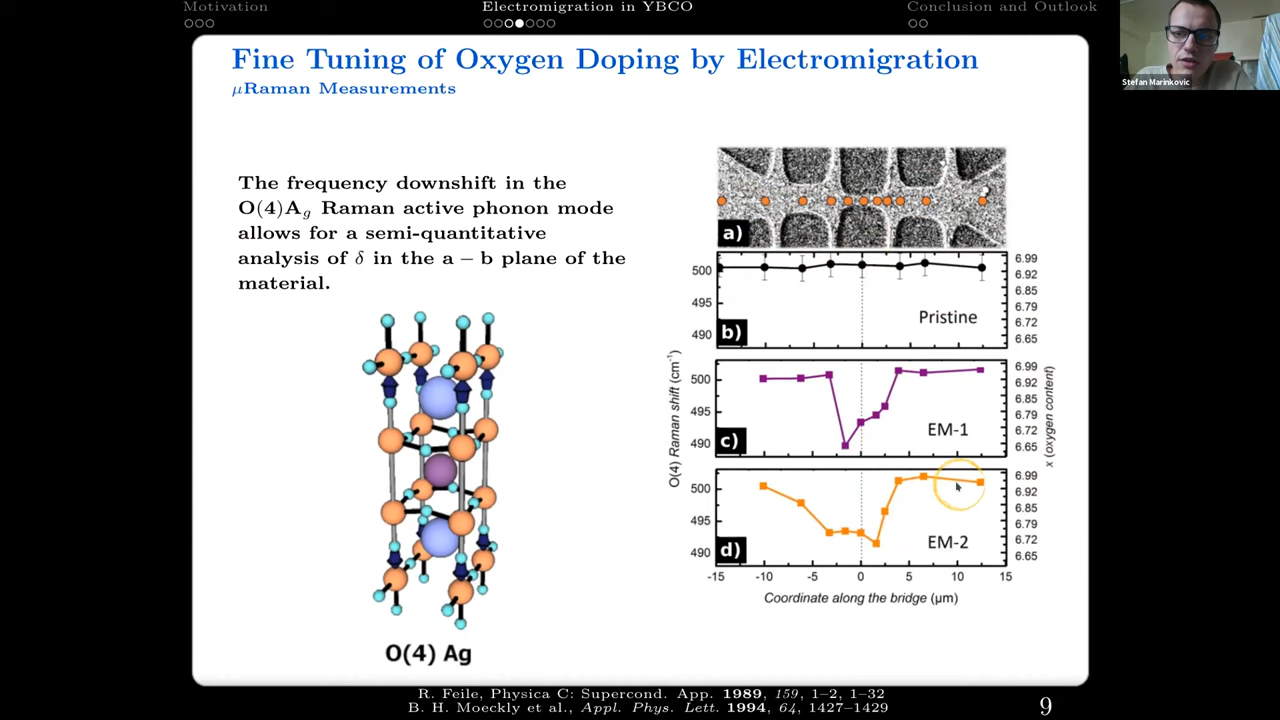 Motivation
Electromigration in YBCO
Conclusion and Outlook
Stefan Marinkovic
Fine Tuning of Oxygen Doping by Electromigration
μRaman Measurements
The frequency downshift in the
O(4)A_g Raman active phonon mode
allows for a semi-quantitative
analysis of δ in the a − b plane of the
material.
O(4) Ag
a)
500
495
490
b)
Pristine
6.99
6.92
6.85
6.79
6.72
6.65
500
495
490
c)
EM-1
6.99
6.92
6.85
6.79
6.72
6.65
500
495
490
d)
EM-2
6.99
6.92
6.85
6.79
6.72
6.65
O(4) Raman shift (cm⁻¹)
x (oxygen content)
-15 -10 -5 0 5 10 15
Coordinate along the bridge (μm)
R. Feile, Physica C: Supercond. App. 1989, 159, 1–2, 1–32
B. H. Moeckly et al., Appl. Phys. Lett. 1994, 64, 1427–1429
9